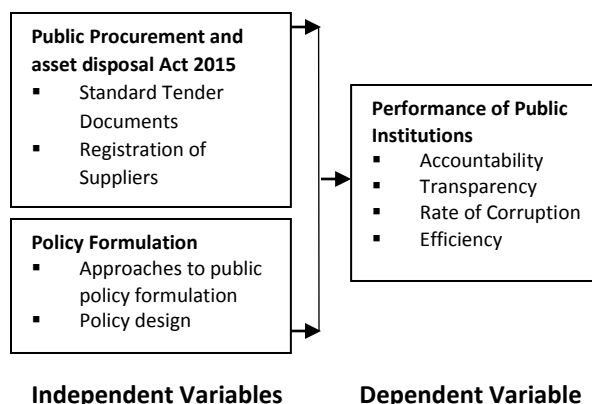 Public Procurement and
asset disposal Act 2015
▪ Standard Tender
Documents
▪ Registration of
Suppliers
Policy Formulation
▪ Approaches to public
policy formulation
▪ Policy design
Performance of Public
Institutions
▪ Accountability
▪ Transparency
▪ Rate of Corruption
▪ Efficiency
Independent Variables
Dependent Variable